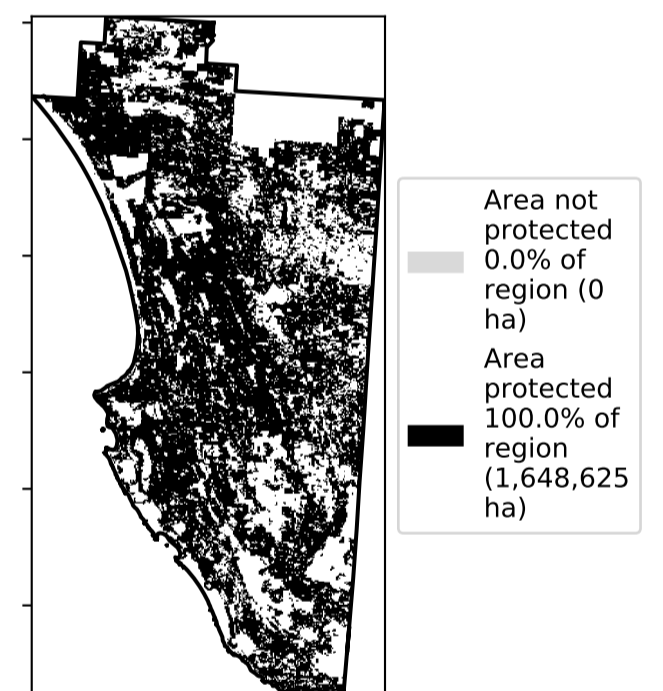 Area not
protected
0.0% of
region (0
ha)
Area
protected
100.0% of
region
(1,648,625
ha)